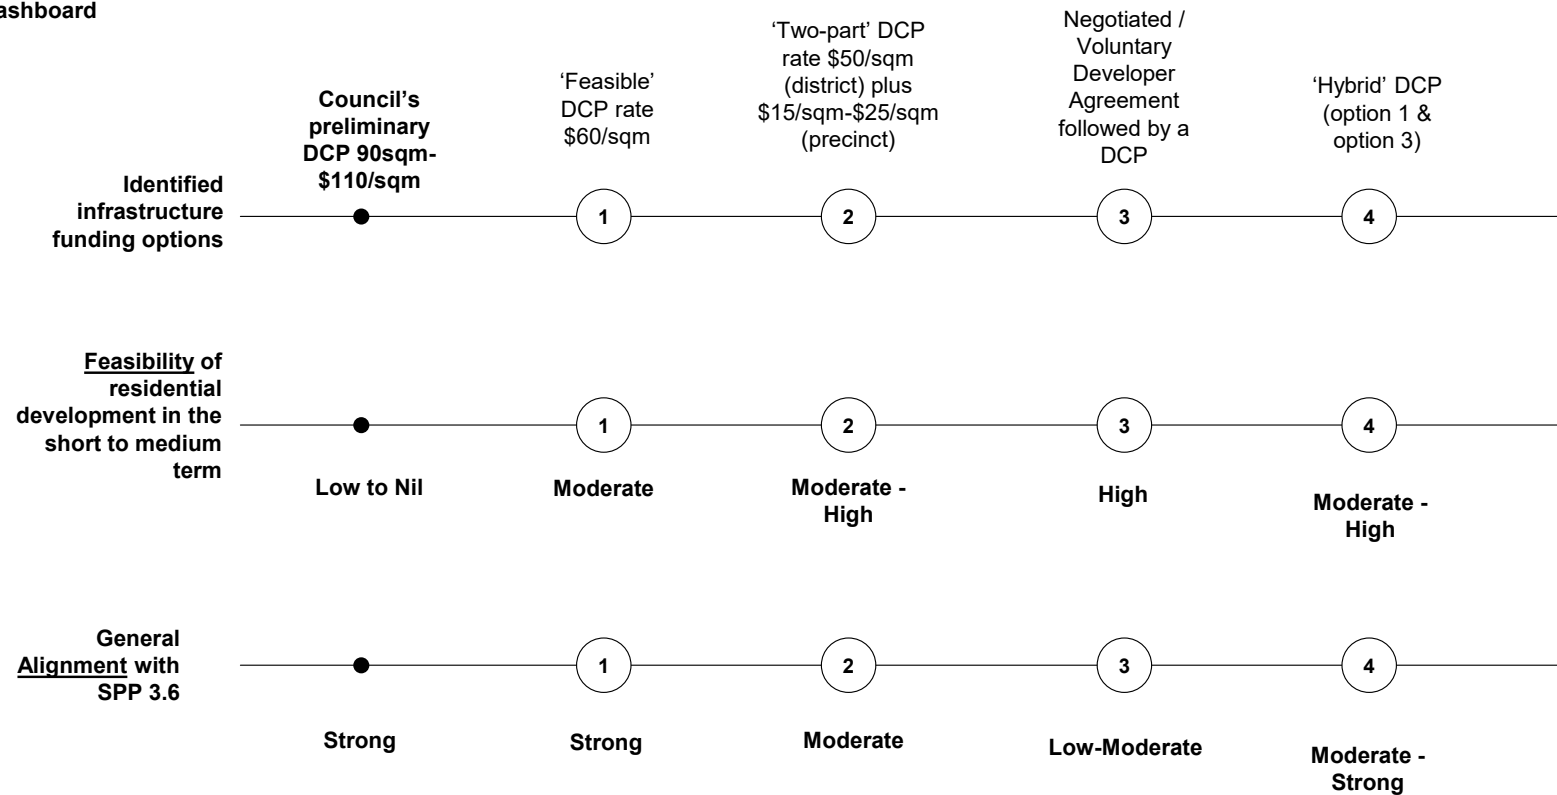 ashboard
Identified
infrastructure
funding options
Council's
preliminary
DCP 90sqm-
$110/sqm
‘Feasible’
DCP rate
$60/sqm
‘Two-part’ DCP
rate $50/sqm
(district) plus
$15/sqm-$25/sqm
(precinct)
Negotiated /
Voluntary
Developer
Agreement
followed by a
DCP
‘Hybrid’ DCP
(option 1 &
option 3)
1
2
3
4
Feasibility of
residential
development in the
short to medium
term
1
2
3
4
Low to Nil
Moderate
Moderate -
High
High
Moderate -
High
General
Alignment with
SPP 3.6
1
2
3
4
Strong
Strong
Moderate
Low-Moderate
Moderate -
Strong